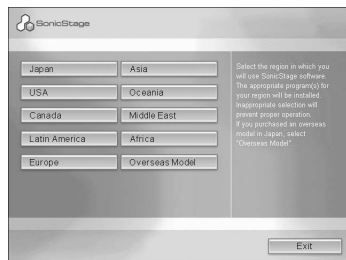 SonicStage
Japan
USA
Canada
Latin America
Europe
Asia
Oceania
Middle East
Africa
Overseas Model
Select the region in which you
will use SonicStage software.
The appropriate program(s) for
your region will be installed.
Inappropriate selection will
prevent proper operation.
If you purchased an overseas
model in Japan, select
"Overseas Model".
Exit